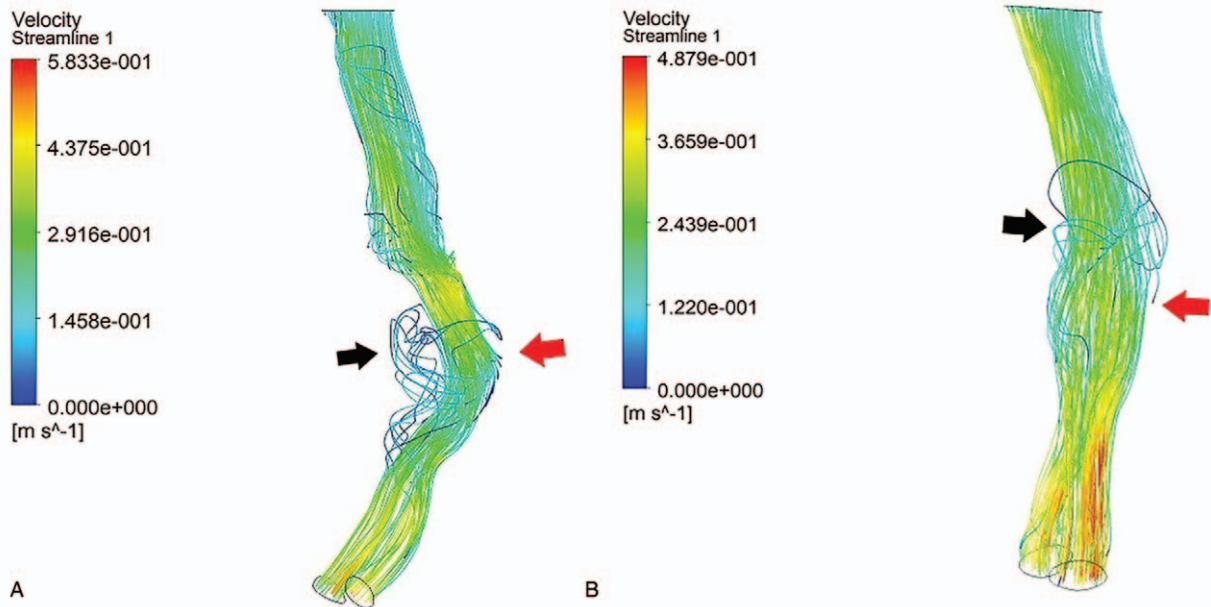 Velocity
Streamline 1
5.833e-001
4.375e-001
2.916e-001
1.458e-001
0.000e+000
[m s^-1]
A
Velocity
Streamline 1
4.879e-001
3.659e-001
2.439e-001
1.220e-001
0.000e+000
[m s^-1]
B